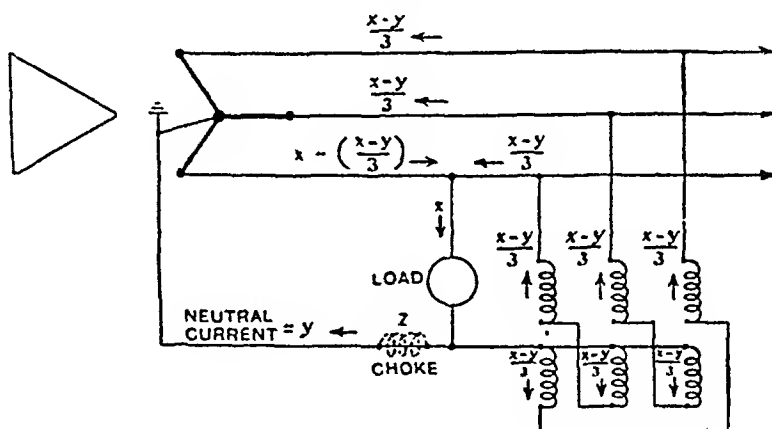 x-y
3
x-y
3
x - (x-y
3) x-y
3
x
x-y
3 x-y
3 x-y
3
LOAD
NEUTRAL
CURRENT = y
Z
CHOKE
x-y
3 x-y
3 x-y
3